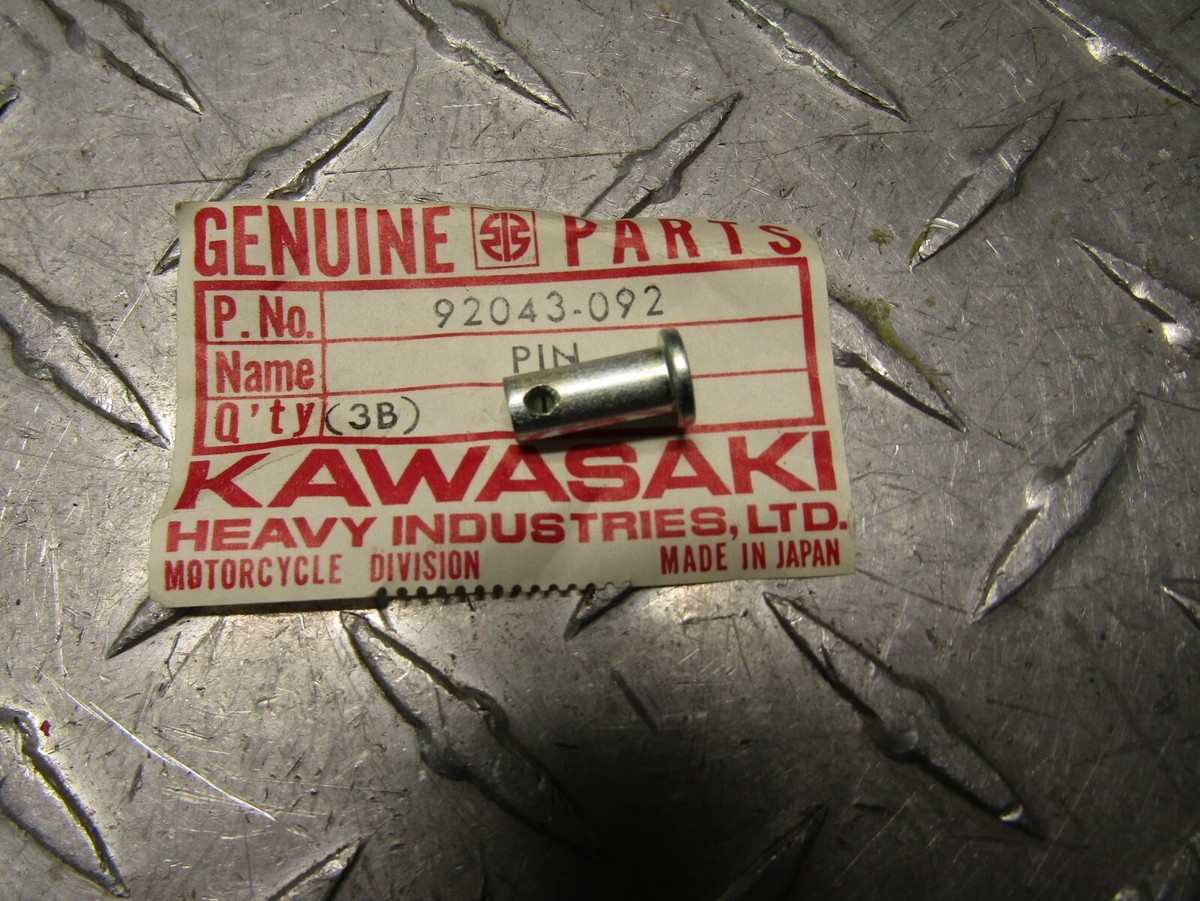 GENUINE PARTS
P. No. 92043-092
Name PIN
Q'ty (3B)
KAWASAKI
HEAVY INDUSTRIES, LTD.
MOTORCYCLE DIVISION MADE IN JAPAN